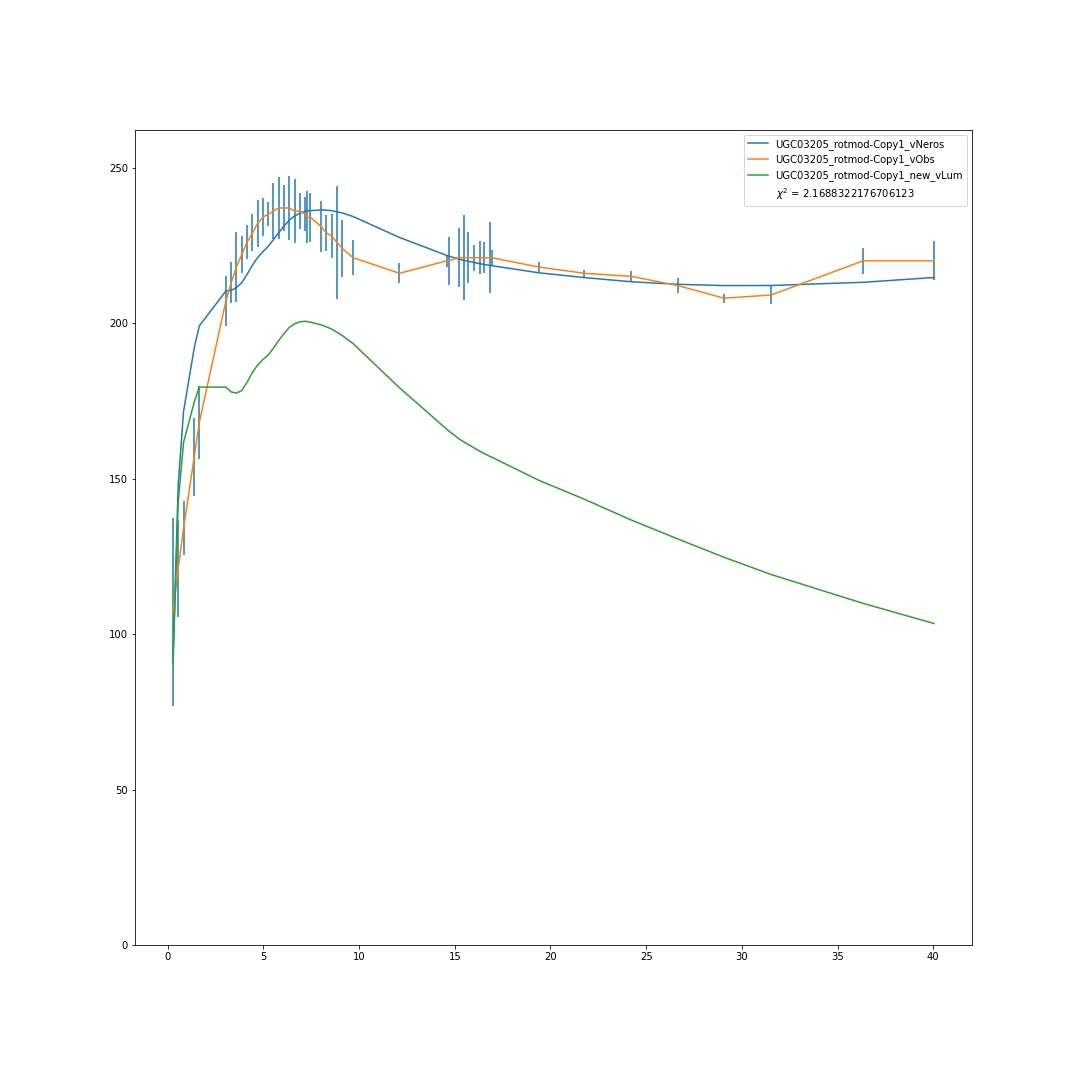 UGC03205_rotmod-Copy1_vNeros
UGC03205_rotmod-Copy1_vObs
UGC03205_rotmod-Copy1_new_vLum
χ² = 2.1688322176706123
250
200
150
100
50
0
0 5 10 15 20 25 30 35 40